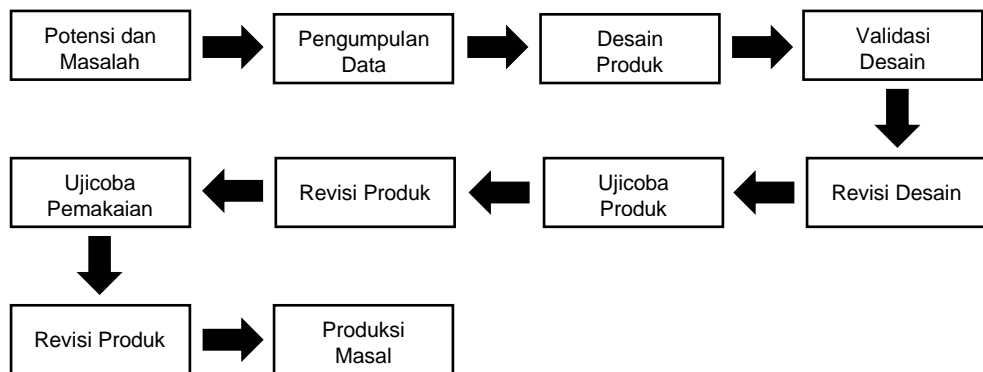 Potensi dan
Masalah
Pengumpulan
Data
Desain
Produk
Validasi
Desain
Revisi Desain
Ujicoba
Produk
Revisi Produk
Ujicoba
Pemakaian
Revisi Produk
Produksi
Masal